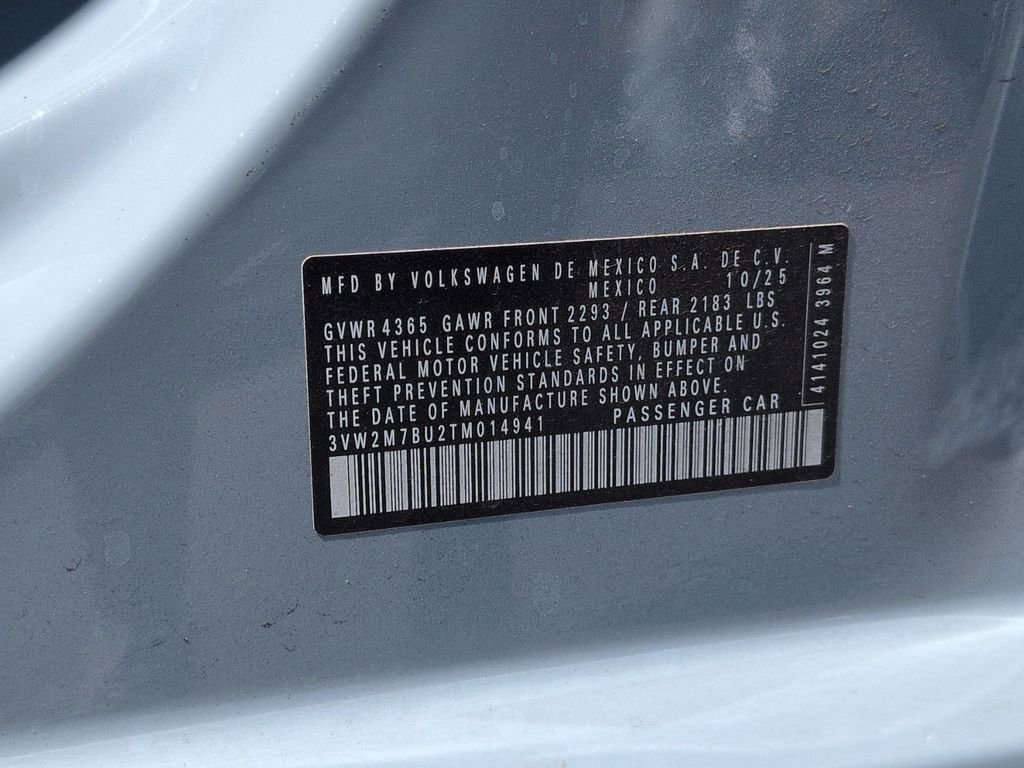 MFD BY VOLKSWAGEN DE MEXICO S.A. DE C.V.
MEXICO 10/25
GVWR 4365 GAWR FRONT 2293 / REAR 2183 LBS
THIS VEHICLE CONFORMS TO ALL APPLICABLE U.S.
FEDERAL MOTOR VEHICLE SAFETY, BUMPER AND
THEFT PREVENTION STANDARDS IN EFFECT ON
THE DATE OF MANUFACTURE SHOWN ABOVE.
3VW2M7BU2TM014941 PASSENGER CAR
4141024 3964 M